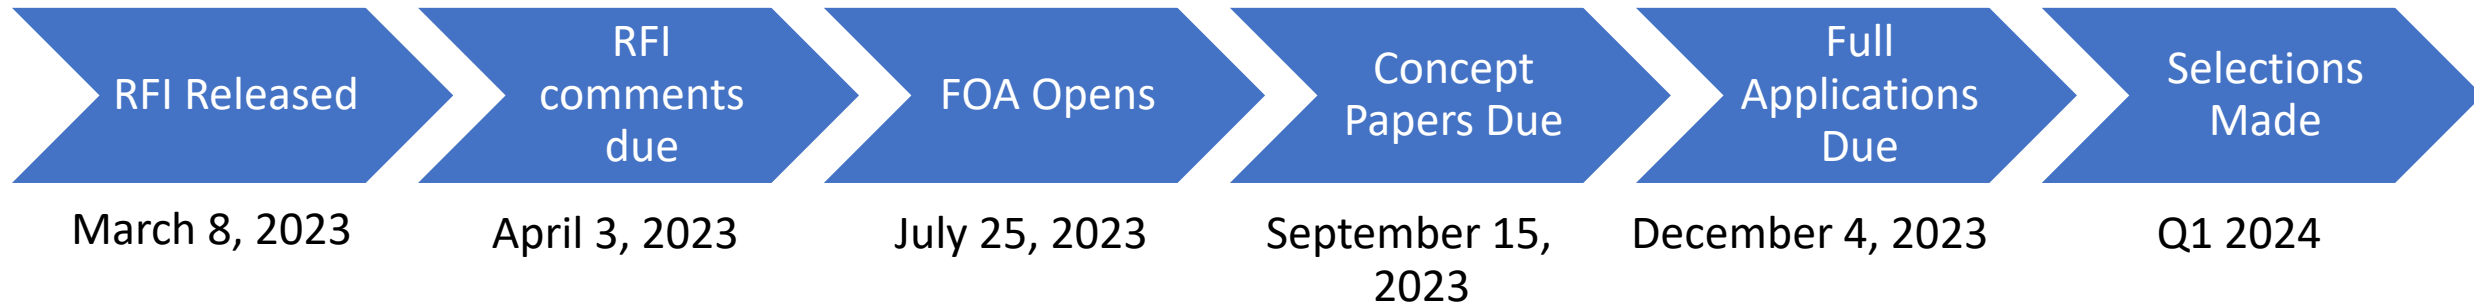 RFI Released
RFI
comments
due
FOA Opens
Concept
Papers Due
Full
Applications
Due
Selections
Made
March 8, 2023
April 3, 2023
July 25, 2023
September 15,
2023
December 4, 2023
Q1 2024